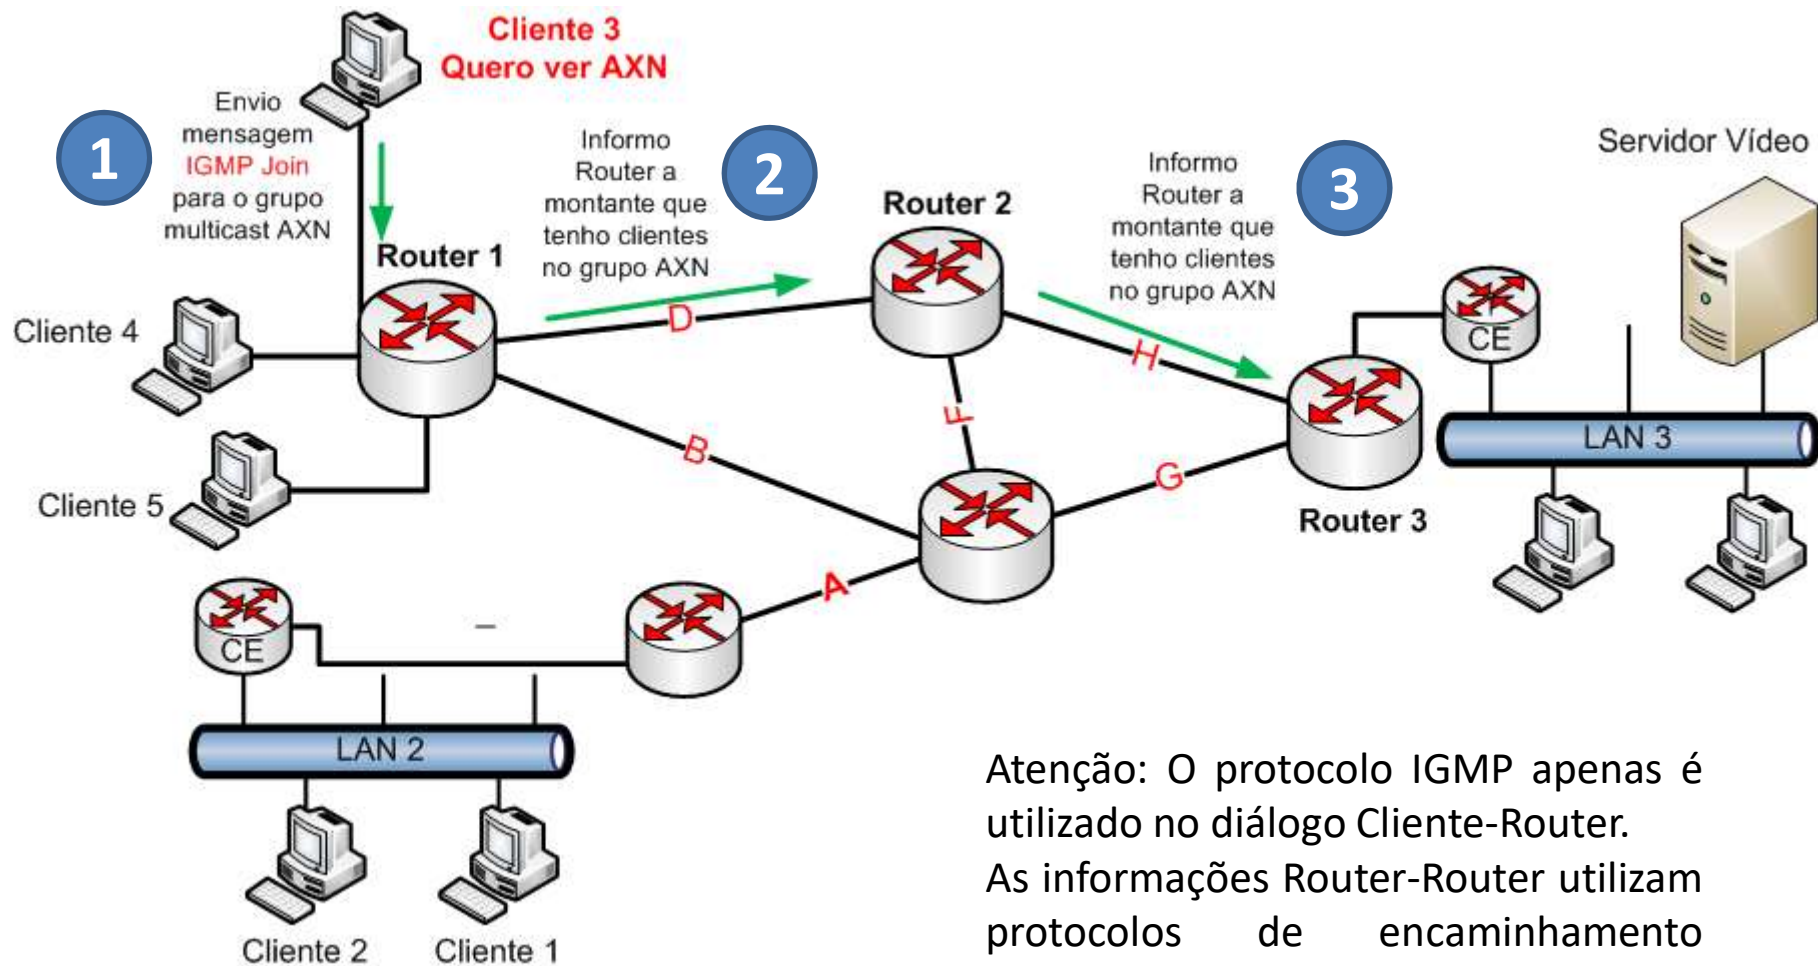 Cliente 3
Quero ver AXN
1
Envio
mensagem
IGMP Join
para o grupo
multicast AXN
Informo
Router a
montante que
tenho clientes
no grupo AXN
2
Informo
Router a
montante que
tenho clientes
no grupo AXN
3
Servidor Vídeo
Router 1
Router 2
Cliente 4
D
H
CE
F
B
LAN 3
G
Cliente 5
Router 3
A
–
CE
LAN 2
Cliente 2
Cliente 1
Atenção: O protocolo IGMP apenas é
utilizado no diálogo Cliente-Router.
As informações Router-Router utilizam
protocolos de encaminhamento